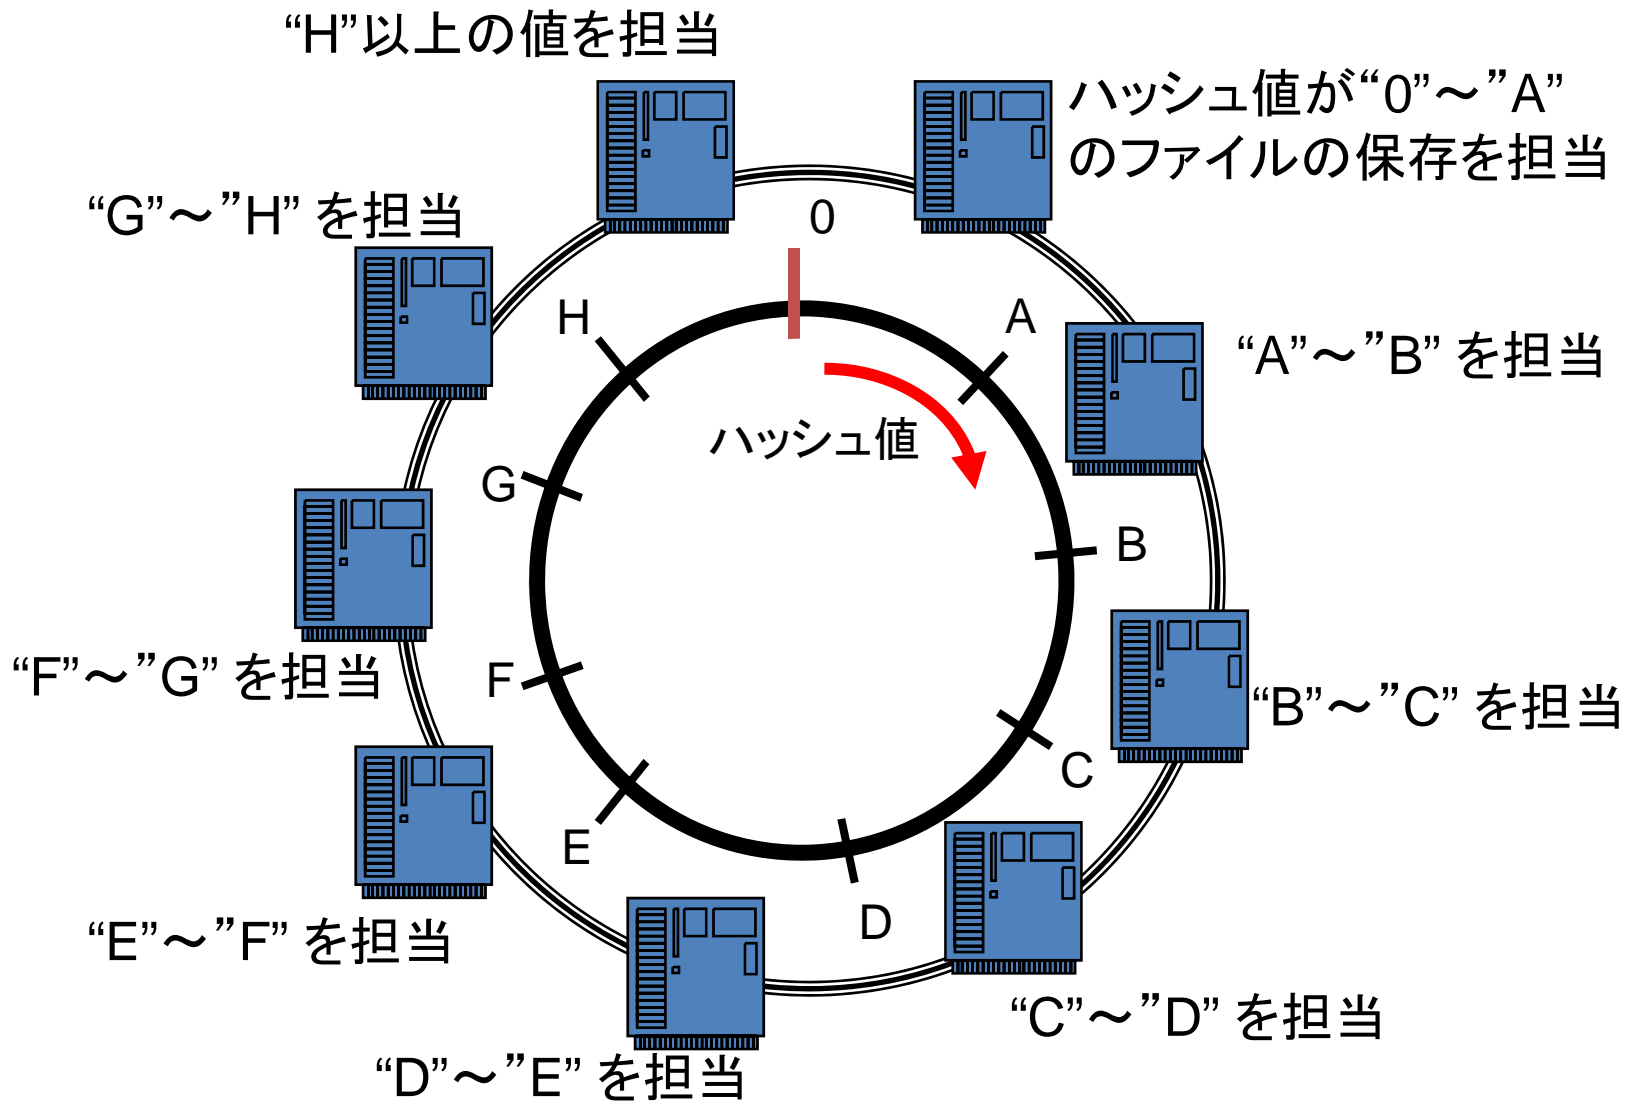 “H”以上の値を担当
ハッシュ値が“0”～”A”
のファイルの保存を担当
“G”～”H” を担当
0
H
A
“A”～”B” を担当
ハッシュ値
G
B
F
“F”～”G” を担当
“B”～”C” を担当
C
E
D
“E”～”F” を担当
“C”～”D” を担当
“D”～”E” を担当